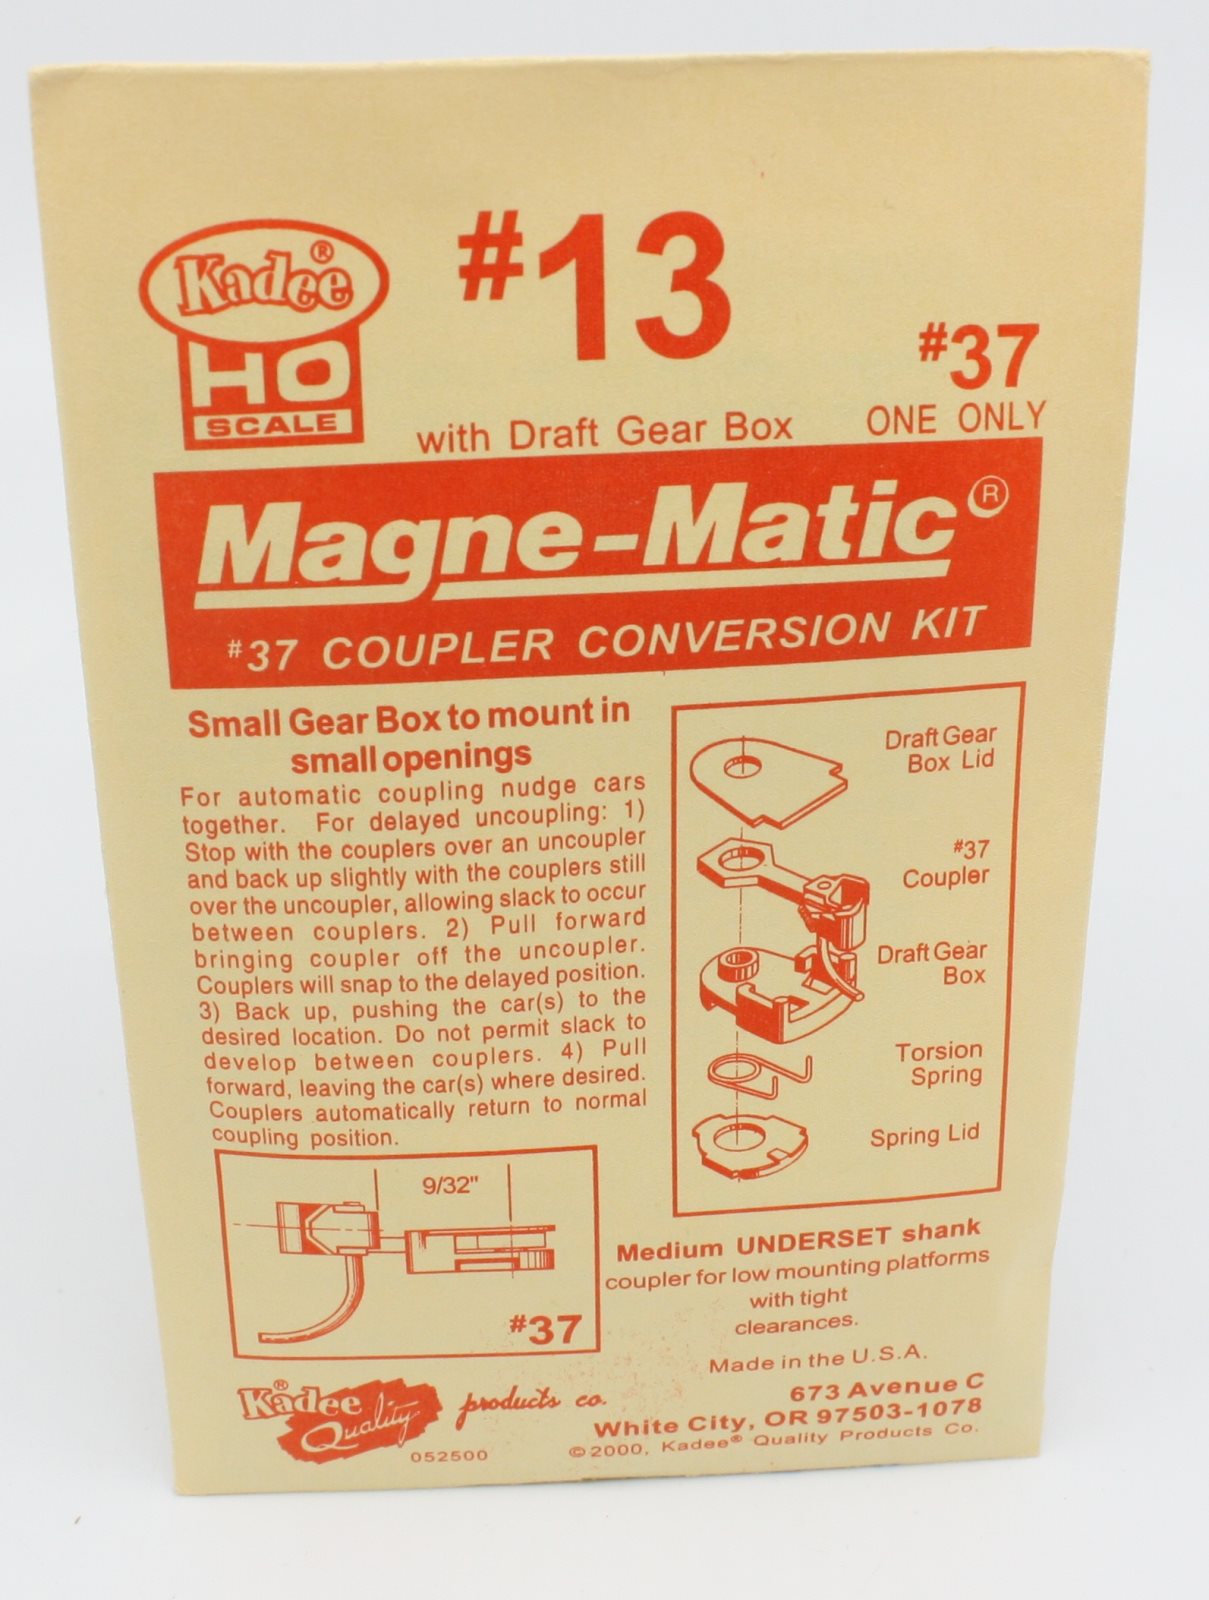 Kadee®
HO
SCALE
#13
with Draft Gear Box
#37
ONE ONLY
Magne-Matic®
#37 COUPLER CONVERSION KIT
Small Gear Box to mount in
small openings
For automatic coupling nudge cars
together. For delayed uncoupling: 1)
Stop with the couplers over an uncoupler
and back up slightly with the couplers still
over the uncoupler, allowing slack to occur
between couplers. 2) Pull forward
bringing coupler off the uncoupler.
Couplers will snap to the delayed position.
3) Back up, pushing the car(s) to the
desired location. Do not permit slack to
develop between couplers. 4) Pull
forward, leaving the car(s) where desired.
Couplers automatically return to normal
coupling position.
Draft Gear
Box Lid
#37
Coupler
Draft Gear
Box
Torsion
Spring
Spring Lid
9/32"
#37
Medium UNDERSET shank
coupler for low mounting platforms
with tight
clearances.
Made in the U.S.A.
Kadee®
Quality
products co.
052500
673 Avenue C
White City, OR 97503-1078
©2000, Kadee® Quality Products Co.